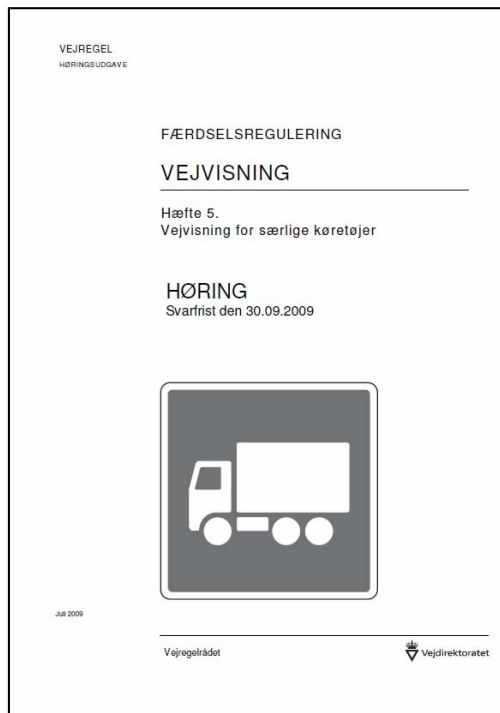 VEJREGEL
HØRINGSUDGAVE
FÆRDSELSREGULERING
VEJVISNING
Hæfte 5.
Vejvisning for særlige køretøjer
HØRING
Svarfrist den 30.09.2009
Juli 2009
Vejregelrådet
Vejdirektoratet